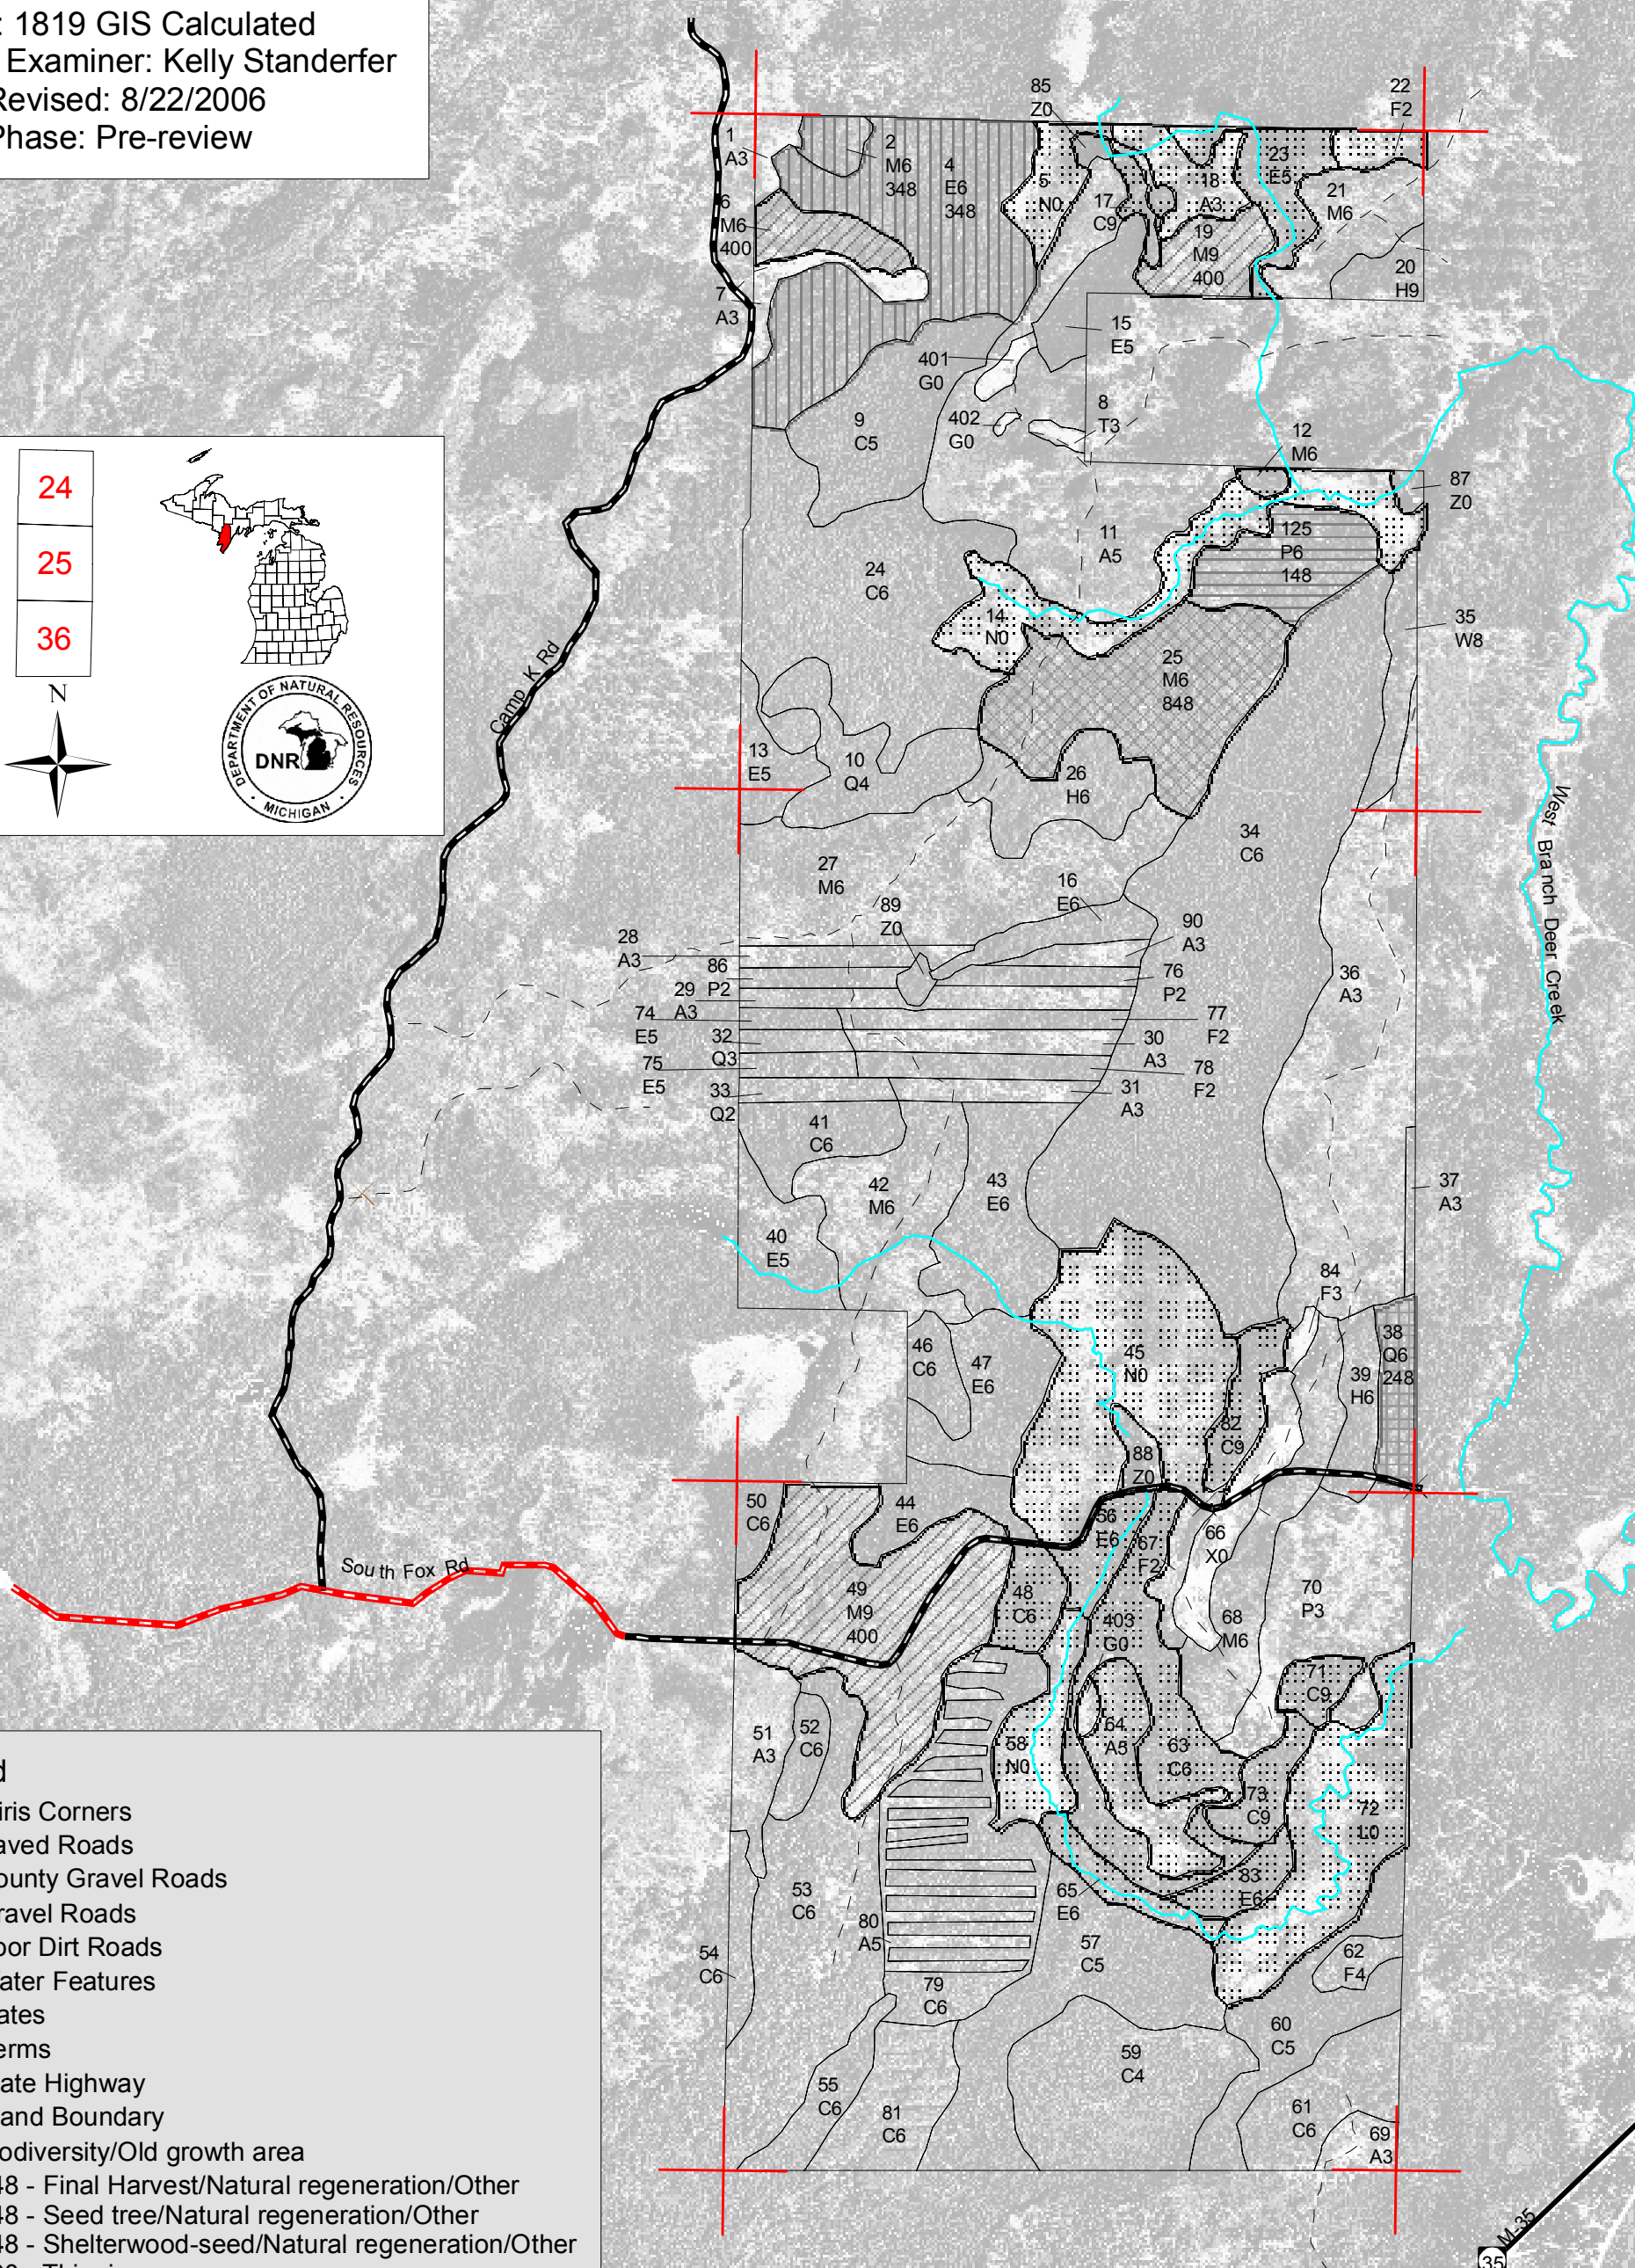 : 1819 GIS Calculated
Examiner: Kelly Standerfer
Revised: 8/22/2006
Phase: Pre-review
24
25
36
N
DEPARTMENT OF NATURAL RESOURCES
DNR
MICHIGAN
Camp K Rd
South Fox Rd
West Branch Deer Creek
M-35
35
1
A3
2
M6
348
4
E6
348
6
M6
400
7
A3
85
Z0
5
N0
17
C9
18
A3
19
M9
400
23
E5
22
F2
21
M6
20
H9
15
E5
401
G0
402
G0
8
T3
9
C5
12
M6
87
Z0
11
A5
125
P6
148
24
C6
14
N0
25
M6
848
35
W8
13
E5
10
Q4
26
H6
34
C6
27
M6
16
E6
89
Z0
90
A3
28
A3
86
P2
76
P2
36
A3
29
A3
74
E5
77
F2
32
Q3
30
A3
75
E5
78
F2
33
Q2
31
A3
41
C6
42
M6
43
E6
37
A3
40
E5
84
F3
46
C6
47
E6
45
N0
38
Q6
248
39
H6
82
C9
88
Z0
50
C6
44
E6
56
E6
67
F2
66
X0
49
M9
400
48
C6
403
G0
68
M6
70
P3
71
C9
51
A3
52
C6
58
N0
64
A5
63
C6
73
C9
72
L0
53
C6
80
A5
65
E6
83
E6
57
C5
54
C6
62
F4
79
C6
60
C5
59
C4
55
C6
81
C6
61
C6
69
A3
d
iris Corners
aved Roads
ounty Gravel Roads
ravel Roads
oor Dirt Roads
ater Features
ates
erms
ate Highway
and Boundary
odiversity/Old growth area
48 - Final Harvest/Natural regeneration/Other
48 - Seed tree/Natural regeneration/Other
48 - Shelterwood-seed/Natural regeneration/Other